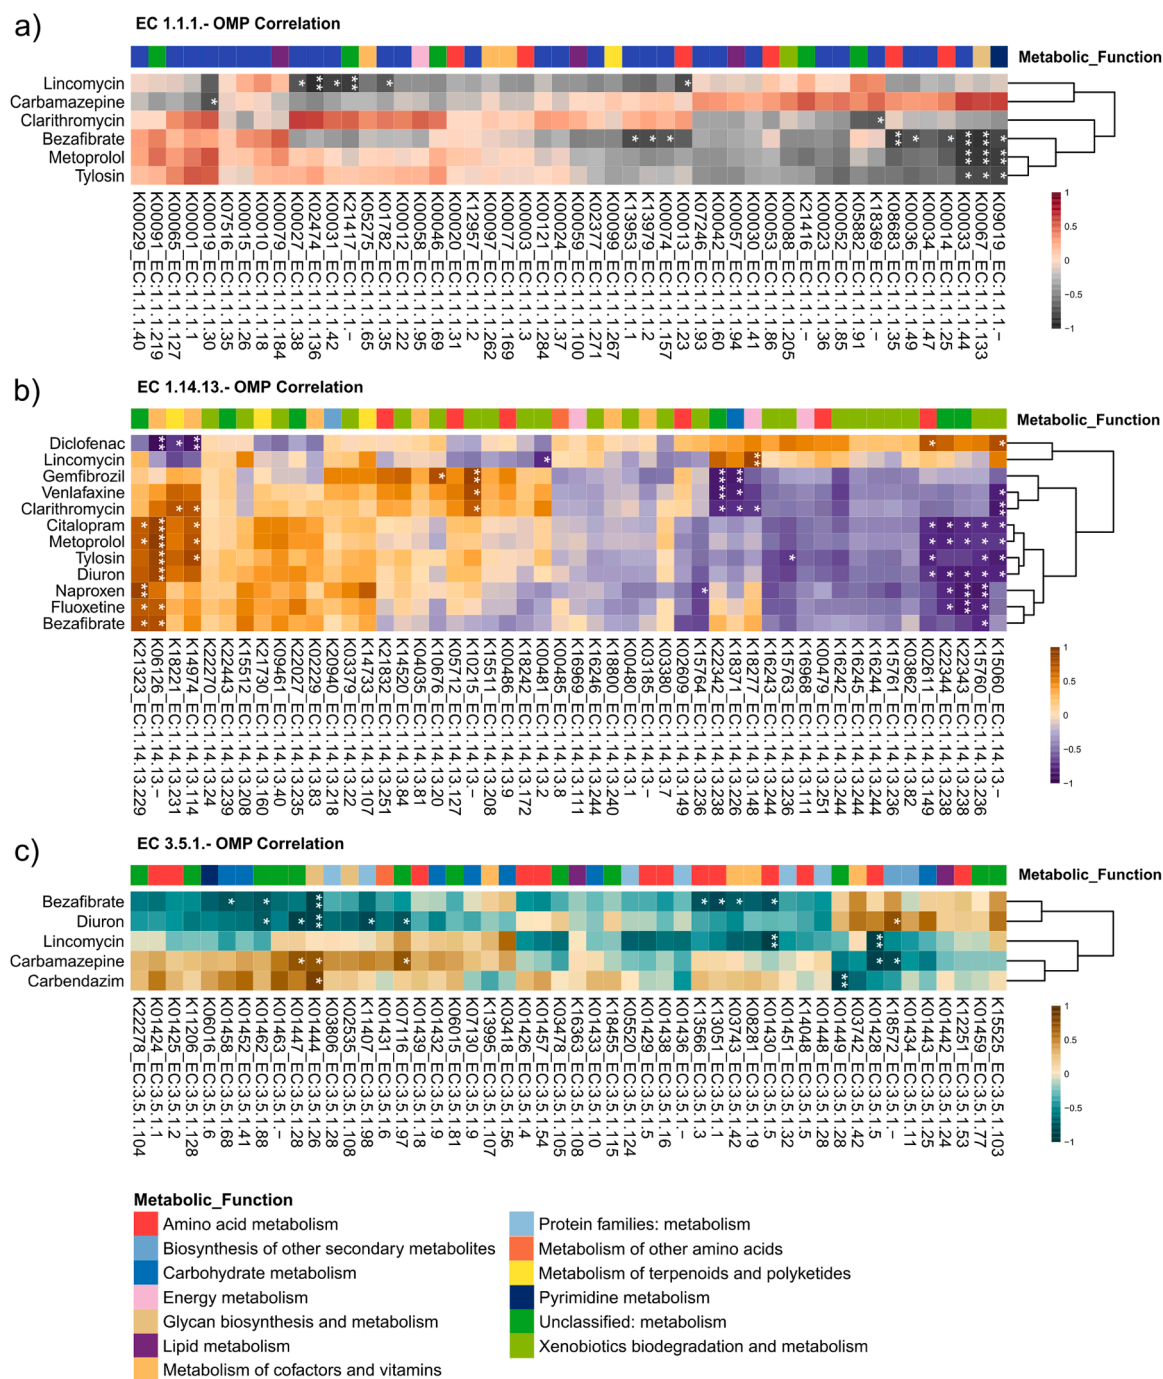 a)
EC 1.1.1.- OMP Correlation
Metabolic_Function
Lincomycin
Carbamazepine
Clarithromycin
Bezafibrate
Metoprolol
Tylosin
K00029_EC:1.1.1.40
K00091_EC:1.1.1.219
K00065_EC:1.1.1.127
K00001_EC:1.1.1.1
K00019_EC:1.1.1.30
K07516_EC:1.1.1.35
K00015_EC:1.1.1.26
K00010_EC:1.1.1.18
K00079_EC:1.1.1.184
K00027_EC:1.1.1.38
K02474_EC:1.1.1.136
K00031_EC:1.1.1.42
K21417_EC:1.1.1.-
K05275_EC:1.1.1.65
K01782_EC:1.1.1.35
K00012_EC:1.1.1.22
K00058_EC:1.1.1.95
K00046_EC:1.1.1.69
K00020_EC:1.1.1.31
K12957_EC:1.1.1.2
K00097_EC:1.1.1.262
K00077_EC:1.1.1.169
K00003_EC:1.1.1.3
K00121_EC:1.1.1.284
K00024_EC:1.1.1.37
K00059_EC:1.1.1.100
K02377_EC:1.1.1.271
K00099_EC:1.1.1.267
K13953_EC:1.1.1.1
K13979_EC:1.1.1.2
K00074_EC:1.1.1.157
K00013_EC:1.1.1.23
K07246_EC:1.1.1.93
K00042_EC:1.1.1.60
K00057_EC:1.1.1.94
K00030_EC:1.1.1.41
K00053_EC:1.1.1.86
K00088_EC:1.1.1.205
K21416_EC:1.1.1.-
K00023_EC:1.1.1.36
K00052_EC:1.1.1.85
K05882_EC:1.1.1.91
K18369_EC:1.1.1.-
K08683_EC:1.1.1.35
K00036_EC:1.1.1.49
K00034_EC:1.1.1.47
K00014_EC:1.1.1.25
K00033_EC:1.1.1.44
K00067_EC:1.1.1.133
K09019_EC:1.1.1.-
1
0.5
0
−0.5
−1
b)
EC 1.14.13.- OMP Correlation
Metabolic_Function
Diclofenac
Lincomycin
Gemfibrozil
Venlafaxine
Clarithromycin
Citalopram
Metoprolol
Tylosin
Diuron
Naproxen
Fluoxetine
Bezafibrate
K21323_EC:1.14.13.229
K06126_EC:1.14.13.-
K18221_EC:1.14.13.231
K14974_EC:1.14.13.114
K22270_EC:1.14.13.24
K22443_EC:1.14.13.239
K15512_EC:1.14.13.208
K21730_EC:1.14.13.160
K09461_EC:1.14.13.40
K22027_EC:1.14.13.235
K02229_EC:1.14.13.83
K20940_EC:1.14.13.218
K03379_EC:1.14.13.22
K14733_EC:1.14.13.107
K21832_EC:1.14.13.251
K14520_EC:1.14.13.84
K04035_EC:1.14.13.81
K10676_EC:1.14.13.20
K05712_EC:1.14.13.127
K10215_EC:1.14.13.-
K15511_EC:1.14.13.208
K00486_EC:1.14.13.9
K18242_EC:1.14.13.172
K00481_EC:1.14.13.2
K00485_EC:1.14.13.8
K16969_EC:1.14.13.111
K16246_EC:1.14.13.244
K18800_EC:1.14.13.240
K00480_EC:1.14.13.1
K03185_EC:1.14.13.-
K03380_EC:1.14.13.7
K02609_EC:1.14.13.149
K15764_EC:1.14.13.236
K22342_EC:1.14.13.238
K18371_EC:1.14.13.226
K18277_EC:1.14.13.148
K16243_EC:1.14.13.244
K15763_EC:1.14.13.236
K16968_EC:1.14.13.111
K00479_EC:1.14.13.251
K16242_EC:1.14.13.244
K16245_EC:1.14.13.244
K16244_EC:1.14.13.244
K15761_EC:1.14.13.236
K03862_EC:1.14.13.82
K02611_EC:1.14.13.149
K22344_EC:1.14.13.238
K22343_EC:1.14.13.238
K15760_EC:1.14.13.236
K15060_EC:1.14.13.-
1
0.5
0
−0.5
−1
c)
EC 3.5.1.- OMP Correlation
Metabolic_Function
Bezafibrate
Diuron
Lincomycin
Carbamazepine
Carbendazim
K22278_EC:3.5.1.104
K01424_EC:3.5.1.1
K01425_EC:3.5.1.2
K11206_EC:3.5.1.128
K06016_EC:3.5.1.6
K01458_EC:3.5.1.68
K01452_EC:3.5.1.41
K01462_EC:3.5.1.88
K01463_EC:3.5.1.-
K01447_EC:3.5.1.28
K01444_EC:3.5.1.26
K03806_EC:3.5.1.28
K02535_EC:3.5.1.108
K11407_EC:3.5.1.98
K01431_EC:3.5.1.6
K07116_EC:3.5.1.97
K01439_EC:3.5.1.18
K01432_EC:3.5.1.9
K06015_EC:3.5.1.81
K07130_EC:3.5.1.9
K13995_EC:3.5.1.107
K03418_EC:3.5.1.56
K01426_EC:3.5.1.4
K01457_EC:3.5.1.54
K03478_EC:3.5.1.105
K16363_EC:3.5.1.108
K01433_EC:3.5.1.10
K18455_EC:3.5.1.115
K05520_EC:3.5.1.124
K01429_EC:3.5.1.5
K01438_EC:3.5.1.16
K01436_EC:3.5.1.-
K13566_EC:3.5.1.3
K13051_EC:3.5.1.1
K03743_EC:3.5.1.42
K08281_EC:3.5.1.19
K01430_EC:3.5.1.5
K01451_EC:3.5.1.32
K14048_EC:3.5.1.5
K01448_EC:3.5.1.28
K01449_EC:3.5.1.28
K03742_EC:3.5.1.42
K01428_EC:3.5.1.5
K18572_EC:3.5.1.-
K01434_EC:3.5.1.11
K01443_EC:3.5.1.25
K01442_EC:3.5.1.24
K12251_EC:3.5.1.53
K01459_EC:3.5.1.77
K15525_EC:3.5.1.103
1
0.5
0
−0.5
−1
Metabolic_Function
Amino acid metabolism
Biosynthesis of other secondary metabolites
Carbohydrate metabolism
Energy metabolism
Glycan biosynthesis and metabolism
Lipid metabolism
Metabolism of cofactors and vitamins
Protein families: metabolism
Metabolism of other amino acids
Metabolism of terpenoids and polyketides
Pyrimidine metabolism
Unclassified: metabolism
Xenobiotics biodegradation and metabolism